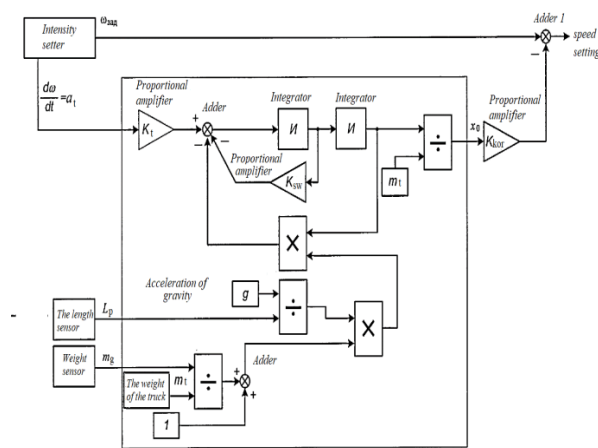 Intensity
setter
ωзад
Adder 1
speed
setting
dω/dt = aₜ
Proportional
amplifier
Kt
+
Adder
Integrator
И
Integrator
И
÷
mt
x₀
Proportional
amplifier
Kkor
Proportional
amplifier
Ksw
×
Acceleration of
gravity
g
÷
×
The length
sensor
Lp
Weight
sensor
mg
The weight
of the truck
mt
÷
+
Adder
+
1